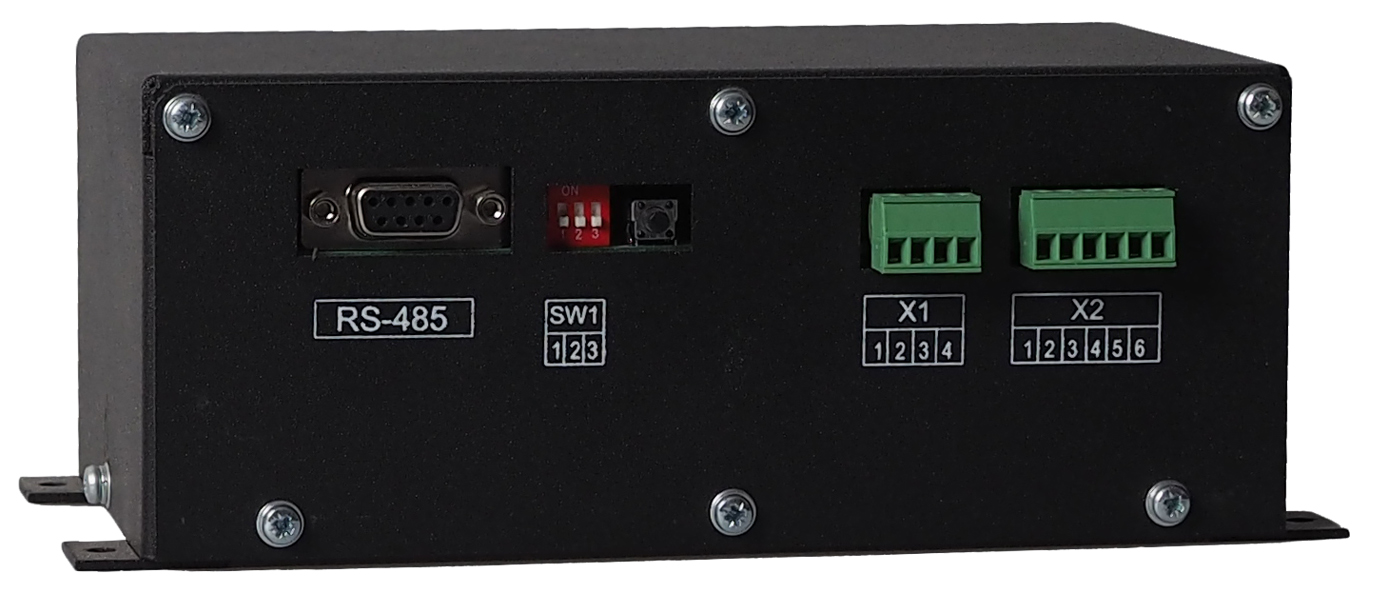 ON
1 2 3
RS-485
SW1
1 2 3
X1
1 2 3 4
X2
1 2 3 4 5 6